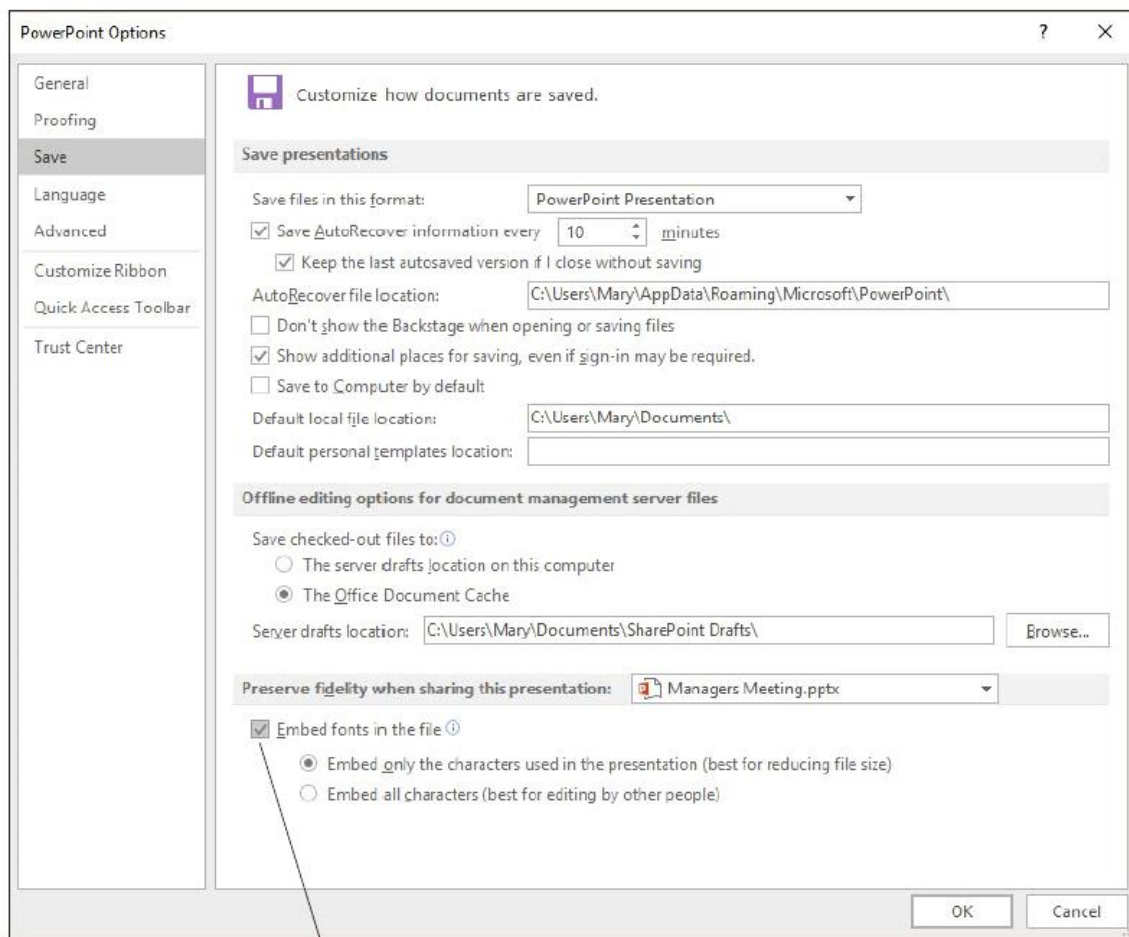 PowerPoint Options ?
General
Proofing
Save
Language
Advanced
Customize Ribbon
Quick Access Toolbar
Trust Center
Customize how documents are saved.
Save presentations
Save files in this format: PowerPoint Presentation
Save AutoRecover information every 10 minutes
Keep the last autosaved version if I close without saving
AutoRecover file location: C:\Users\Mary\AppData\Roaming\Microsoft\PowerPoint\
Don't show the Backstage when opening or saving files
Show additional places for saving, even if sign-in may be required.
Save to Computer by default
Default local file location: C:\Users\Mary\Documents\
Default personal templates location:
Offline editing options for document management server files
Save checked-out files to:
The server drafts location on this computer
The Office Document Cache
Server drafts location: C:\Users\Mary\Documents\SharePoint Drafts\ Browse...
Preserve fidelity when sharing this presentation: Managers Meeting.pptx
Embed fonts in the file
Embed only the characters used in the presentation (best for reducing file size)
Embed all characters (best for editing by other people)
OK Cancel